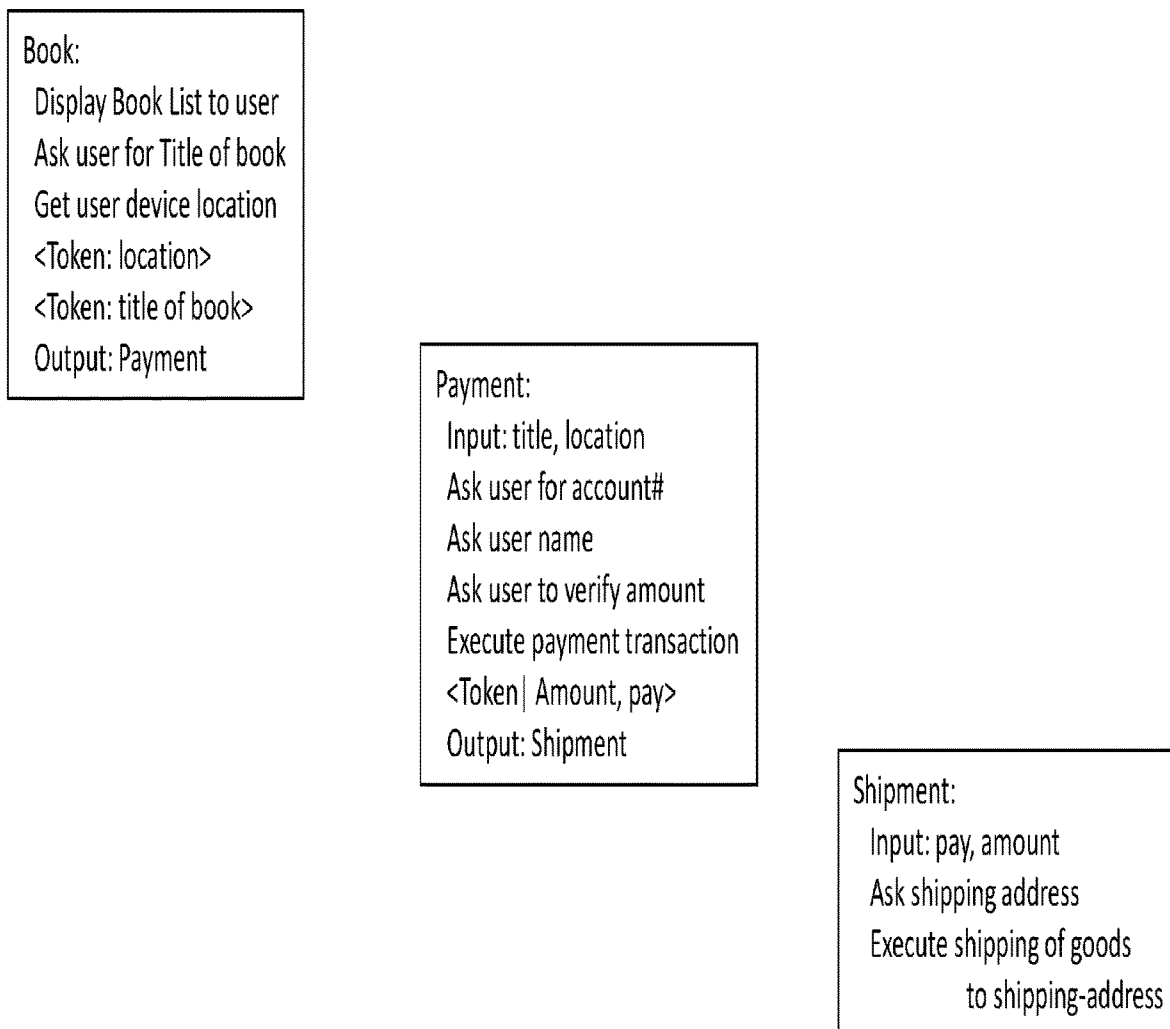 Book:
Display Book List to user
Ask user for Title of book
Get user device location
<Token: location>
<Token: title of book>
Output: Payment
Payment:
Input: title, location
Ask user for account#
Ask user name
Ask user to verify amount
Execute payment transaction
<Token| Amount, pay>
Output: Shipment
Shipment:
Input: pay, amount
Ask shipping address
Execute shipping of goods
to shipping-address